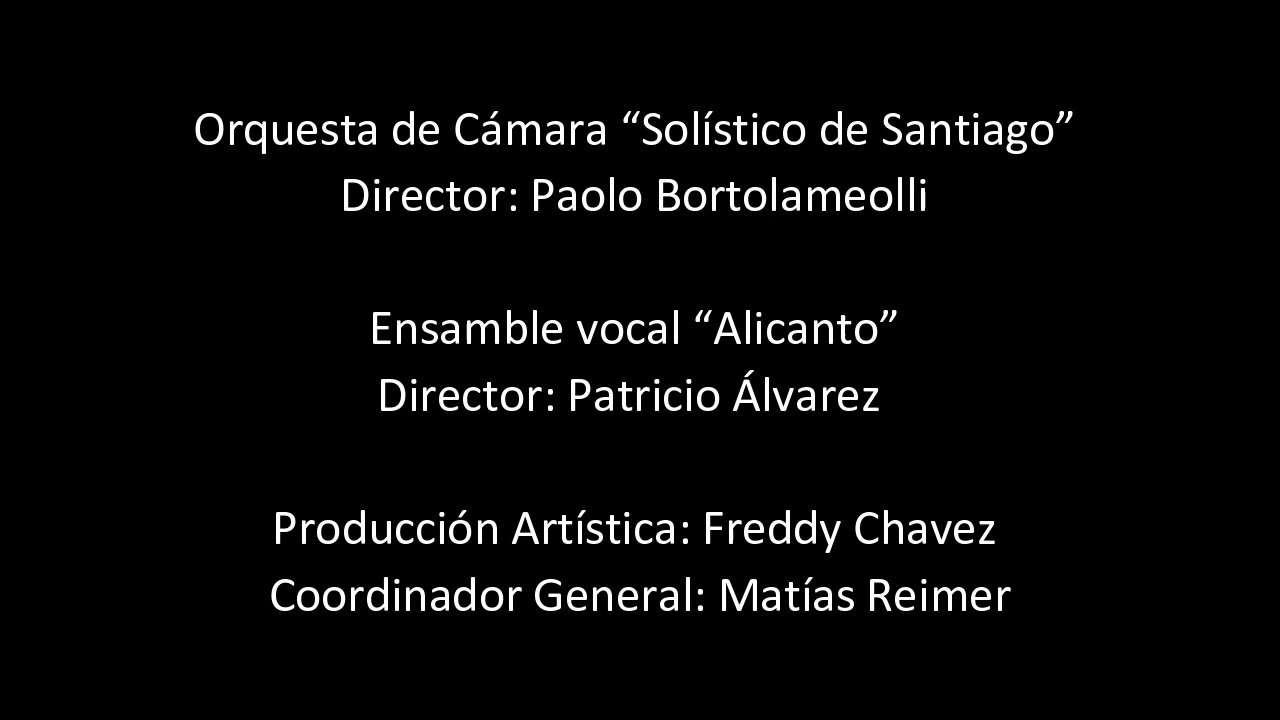 Orquesta de Cámara “Solístico de Santiago”
Director: Paolo Bortolameolli
Ensamble vocal “Alicanto”
Director: Patricio Álvarez
Producción Artística: Freddy Chavez
Coordinador General: Matías Reimer